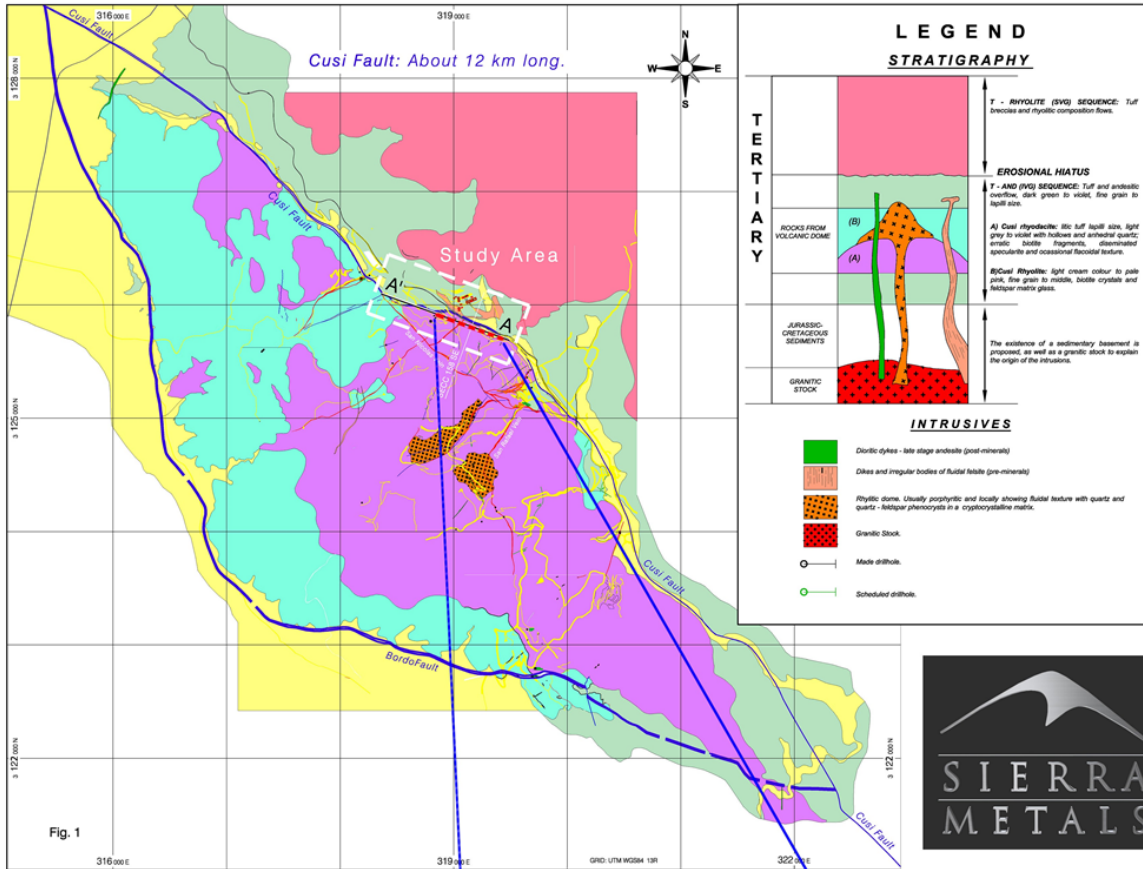 316 000 E
319 000 E
Cusi Fault
Cusi Fault: About 12 km long.
N
W E
S
3 128 000 N
Cusi Fault
Study Area
A'
A
3 125 000 N
Cusi Fault
BordoFault
3 122 000 N
3 122 000 N
Cusi Fault
Fig. 1
316 000 E
319 000 E
GRID: UTM WGS84 13R
322 000 E
LEGEND
STRATIGRAPHY
TERTIARY
T - RHYOLITE (SVG) SEQUENCE: Tuff
breccias and rhyolitic composition flows.
EROSIONAL HIATUS
T - AND (IVG) SEQUENCE: Tuff and andesitic
overflow, dark green to violet, fine grain to
lapilli size.
ROCKS FROM
VOLCANIC DOME
(B)
(A)
A) Cusi rhyodacite: litic tuff lapilli size, light
grey to violet with hollows and anhedral quartz;
erratic biotite fragments, diseminated
specularite and ocassional flacoidal texture.
B)Cusi Rhyolite: light cream colour to pale
pink, fine grain to middle, biotite crystals and
feldspar matrix glass.
JURASSIC-
CRETACEOUS
SEDIMENTS
The existence of a sedimentary basement is
proposed, as well as a granitic stock to explain
the origin of the intrusions.
GRANITIC
STOCK
INTRUSIVES
Dioritic dykes - late stage andesite (post-minerals)
Dikes and irregular bodies of fluidal felsite (pre-minerals)
Rhylitic dome. Usually porphyritic and locally showing fluidal texture with quartz and
quartz - feldspar phenocrysts in a cryptocrystalline matrix.
Granitic Stock.
Made drillhole.
Scheduled drillhole.
SIERRA
METALS